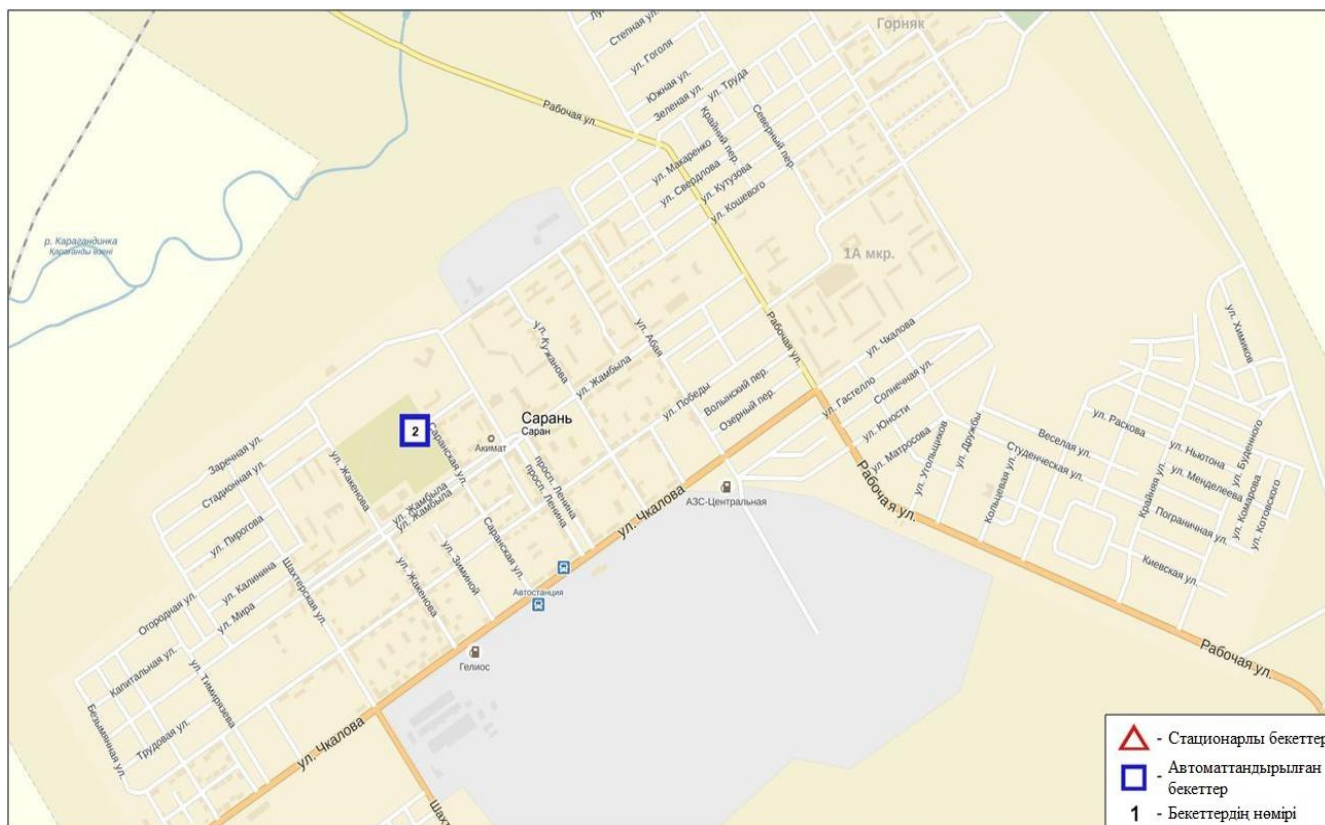 Степная ул.
ул. Гоголя
Южная ул.
Зеленая ул.
ул. Труда
Горняк
Рабочая ул.
Крайний пер.
Северный пер.
ул. Макаренко
ул. Свердлова
ул. Кутузова
ул. Кошевого
р. Карагандинка
Қарағанды өзені
1А мкр.
ул. Химиков
ул. Кужанова
ул. Абая
Рабочая ул.
ул. Чкалова
ул. Жамбыла
ул. Победы
Волынский пер.
Озерный пер.
ул. Гастелло
Солнечная ул.
ул. Юности
ул. Матросова
ул. Угольщиков
ул. Дружбы
Веселая ул.
Студенческая ул.
Кольцевая ул.
ул. Раскова
ул. Ньютона
ул. Буденного
ул. Менделеева
Крайняя ул.
Пограничная ул.
ул. Комарова
ул. Котовского
Киевская ул.
Сарань
Саран
2
Акимат
Саранская ул.
просп. Ленина
просп. Ленина
Заречная ул.
Стадионная ул.
ул. Жакенова
ул. Жамбыла
ул. Жамбыла
ул. Пирогова
Саранская ул.
ул. Зиминой
ул. Жакенова
Шахтерская ул.
ул. Калинина
ул. Мира
Огородная ул.
Капитальная ул.
ул. Тимирязева
Трудовая ул.
Безымянная ул.
ул. Чкалова
АЗС-Центральная
Рабочая ул.
Автостанция
Гелиос
ул. Чкалова
Рабочая ул.
- Стационарлы бекеттер
- Автоматтандырылған
бекеттер
1 - Бекеттердің нөмірі